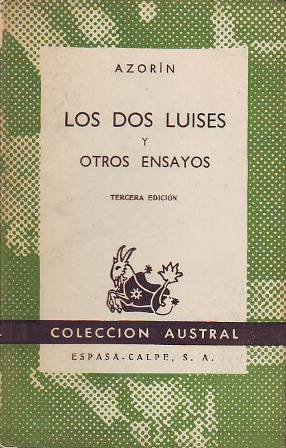 AZORÍN
LOS DOS LUISES
Y
OTROS ENSAYOS
TERCERA EDICIÓN
COLECCION AUSTRAL
ESPASA-CALPE, S. A.